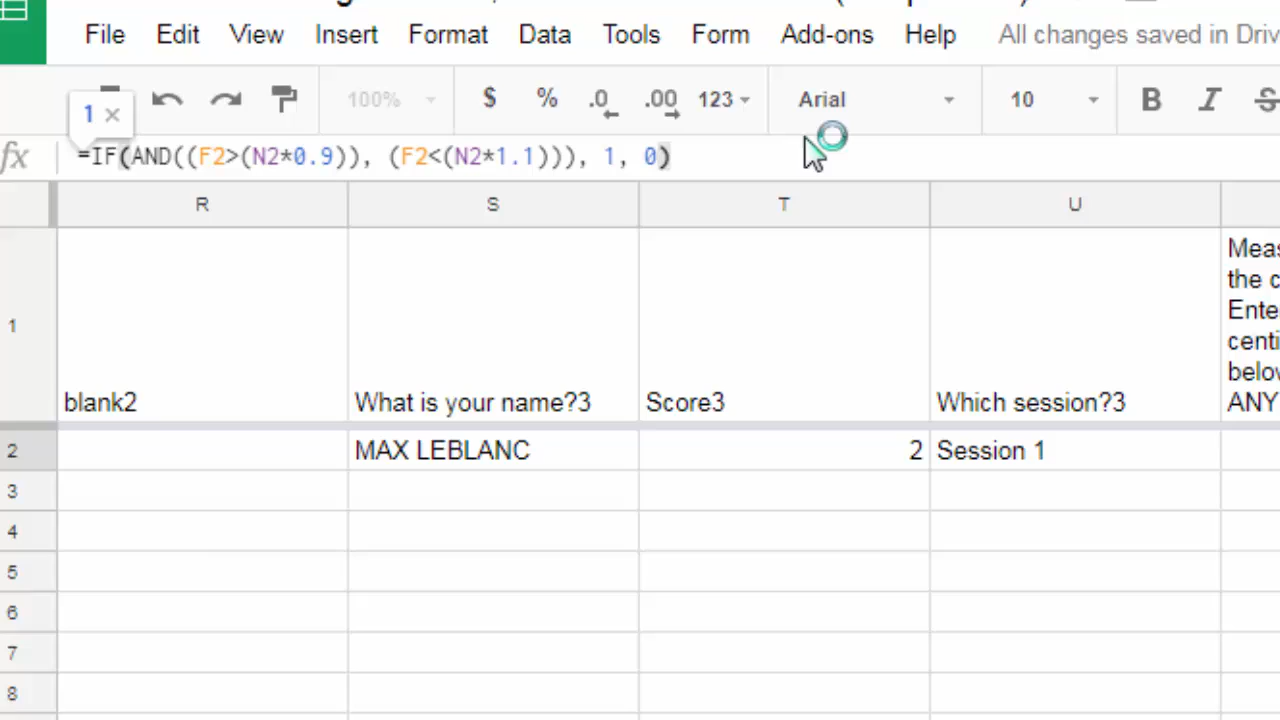 File Edit View Insert Format Data Tools Form Add-ons Help All changes saved in
100% $ % .0 .00 123 Arial 10 B I S
1 ×
fx =IF(AND((F2>(N2*0.9)), (F2<(N2*1.1))), 1, 0)
R S T U
1 blank2 What is your name?3 Score3 Which session?3
the
below
ANY
2 MAX LEBLANC 2 Session 1
3
4
5
6
7
8